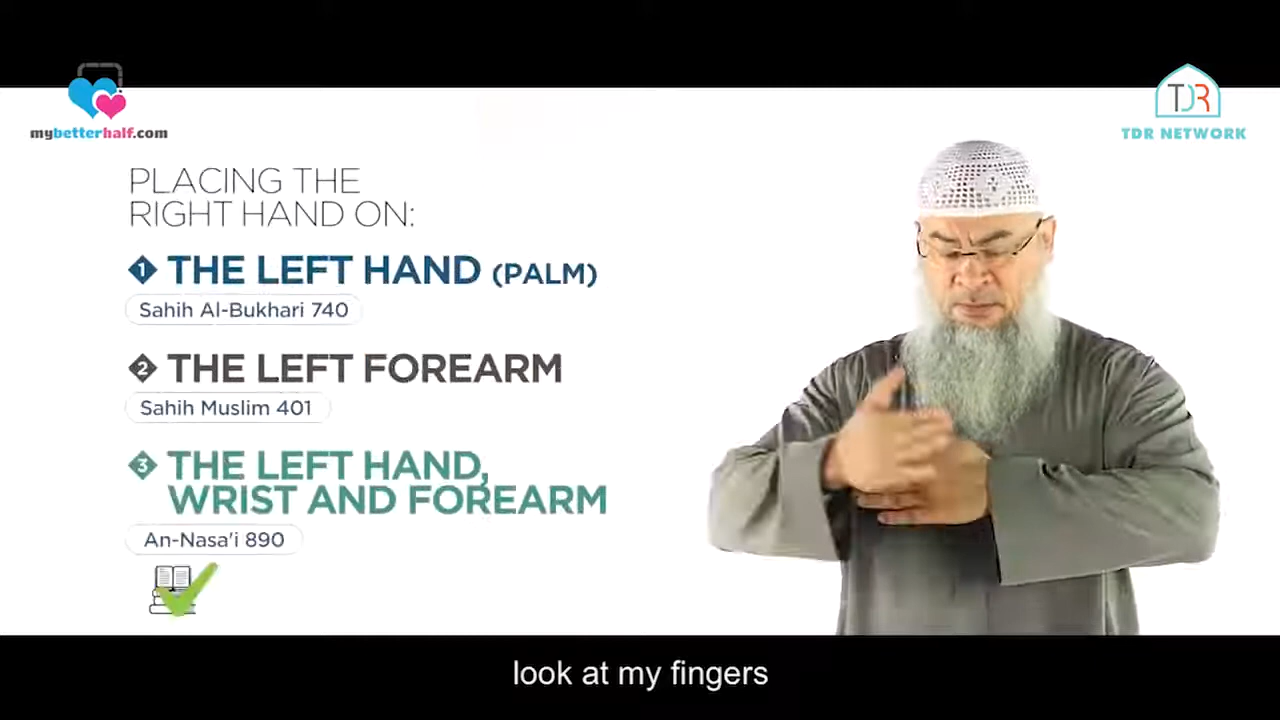 mybetterhalf.com
TDR
TDR NETWORK
PLACING THE
RIGHT HAND ON:
1 THE LEFT HAND (PALM)
Sahih Al-Bukhari 740
2 THE LEFT FOREARM
Sahih Muslim 401
3 THE LEFT HAND,
WRIST AND FOREARM
An-Nasa'i 890
look at my fingers